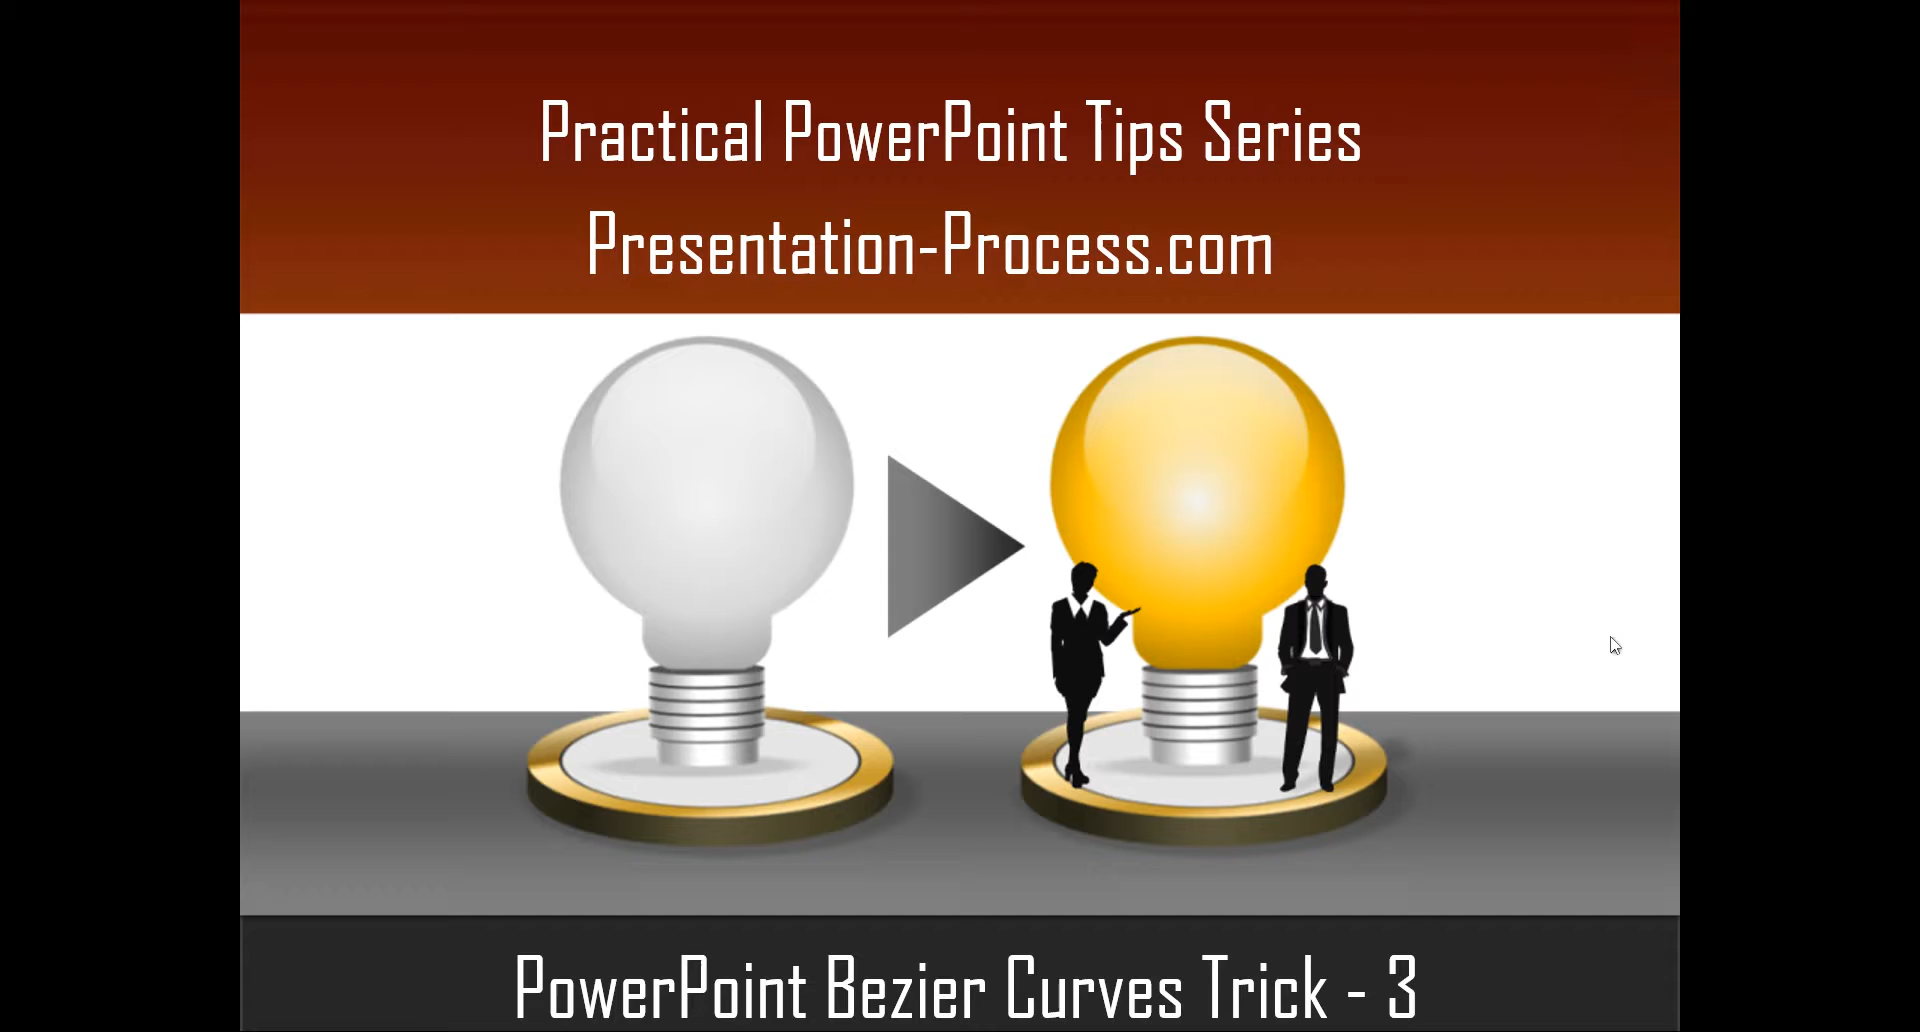 Practical PowerPoint Tips Series
Presentation-Process.com
PowerPoint Bezier Curves Trick - 3